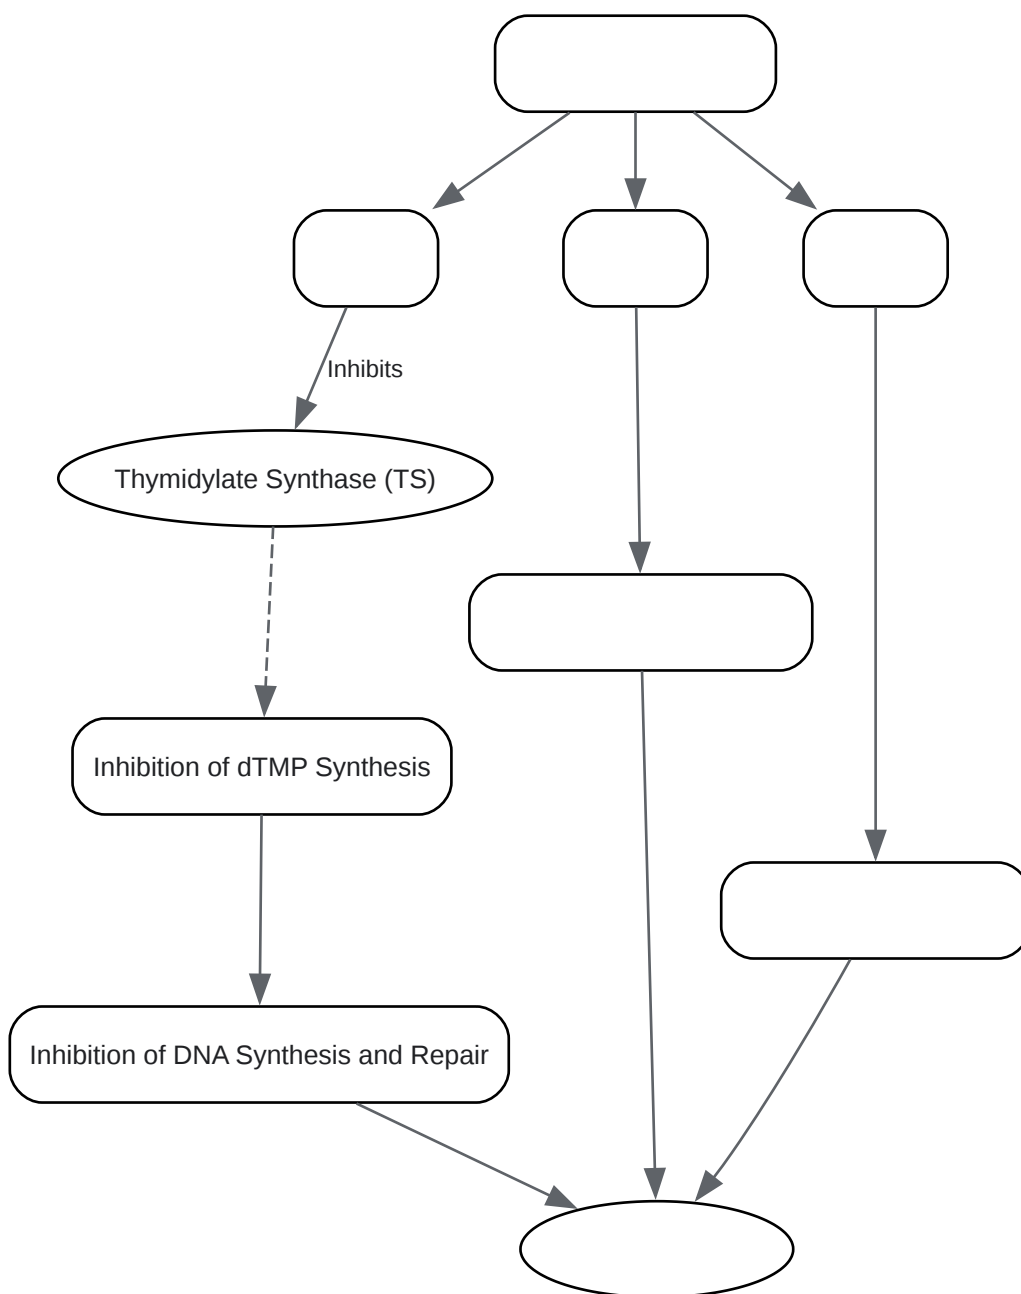 Inhibits
Thymidylate Synthase (TS)
Inhibition of dTMP Synthesis
Inhibition of DNA Synthesis and Repair